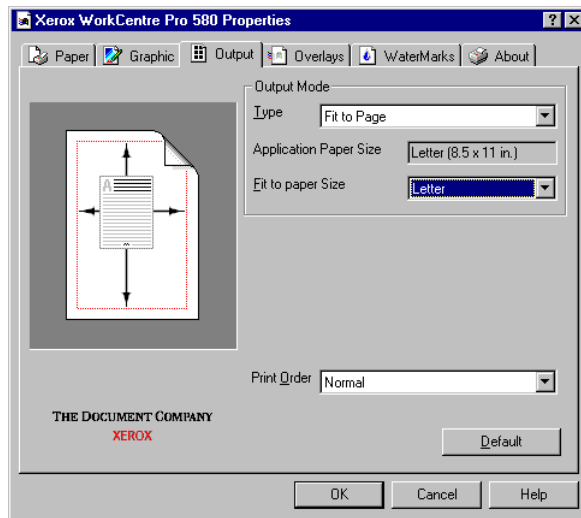 Xerox WorkCentre Pro 580 Properties
Paper Graphic Output Overlays WaterMarks About
Output Mode
Type Fit to Page
Application Paper Size Letter (8.5 x 11 in.)
Fit to paper Size Letter
A
Print Order Normal
THE DOCUMENT COMPANY
XEROX
Default
OK Cancel Help